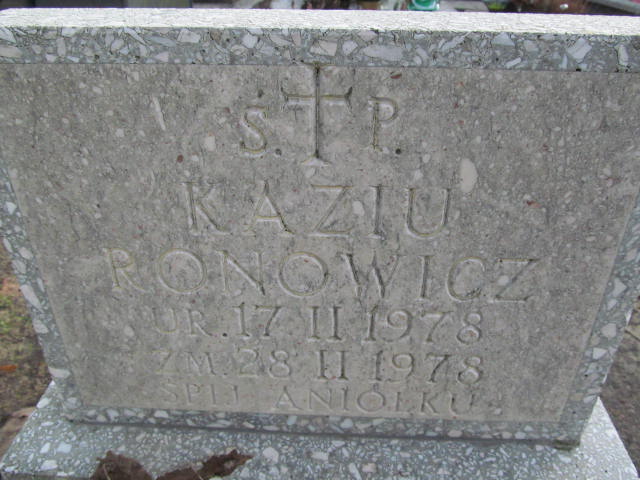 Ś. P.
KAZIU
RONOWICZ
UR. 17 II 1978
ZM. 28 II 1978
ŚPIJ ANIOŁKU